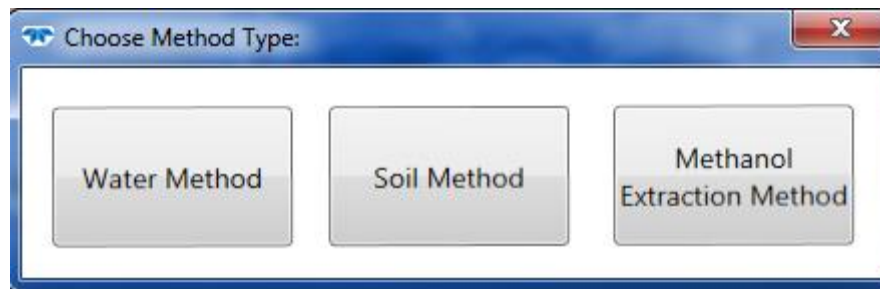 Choose Method Type:
Water Method
Soil Method
Methanol
Extraction Method